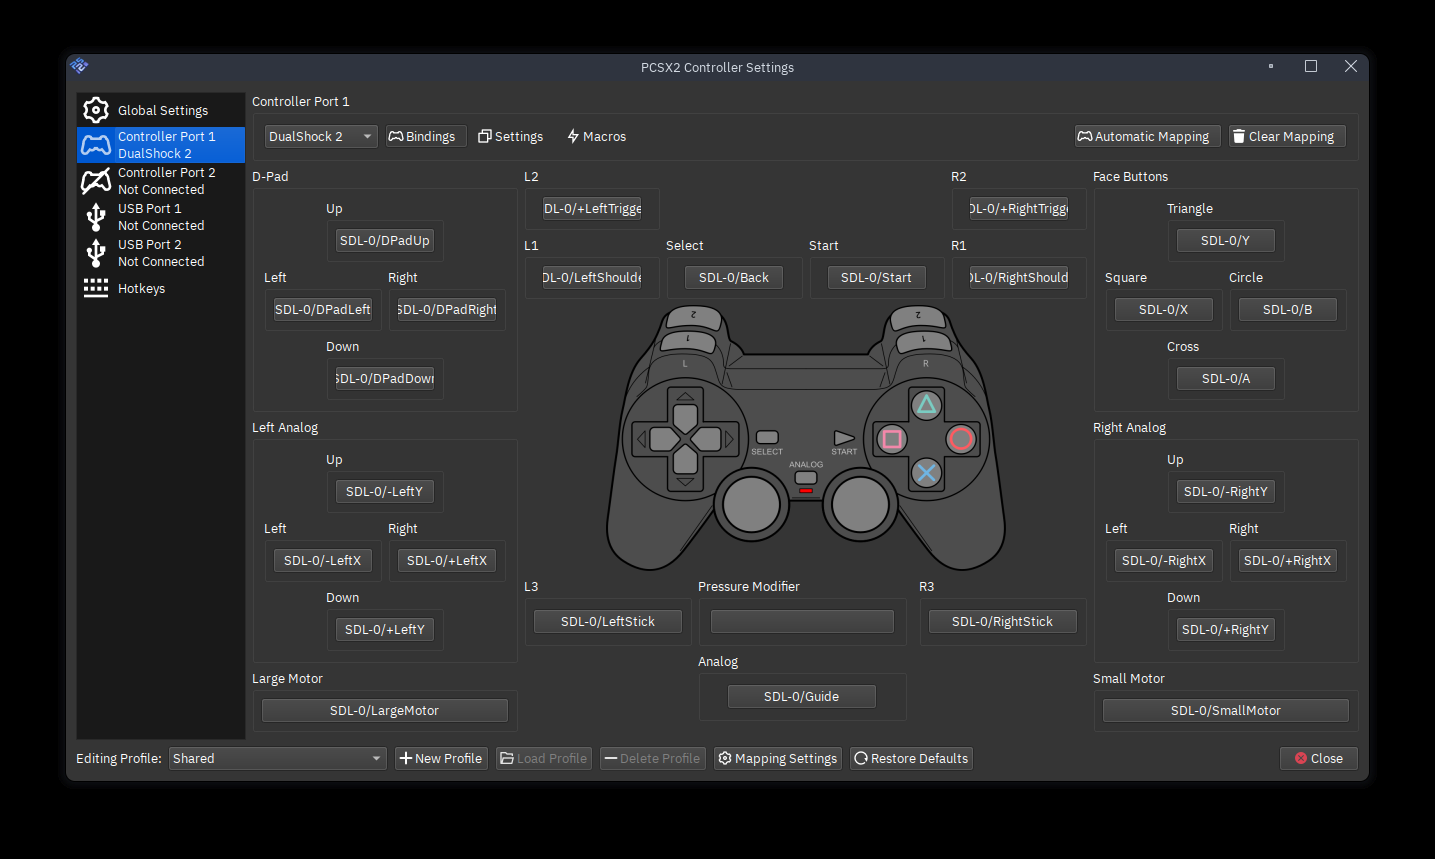 PCSX2 Controller Settings
Global Settings
Controller Port 1
DualShock 2
Controller Port 2
Not Connected
USB Port 1
Not Connected
USB Port 2
Not Connected
Hotkeys
Controller Port 1
DualShock 2 Bindings Settings Macros Automatic Mapping Clear Mapping
D-Pad
Up
SDL-0/DPadUp
Left Right
SDL-0/DPadLeft SDL-0/DPadRight
Down
SDL-0/DPadDown
L2
DL-0/+LeftTrigge
R2
DL-0/+RightTrigge
L1
DL-0/LeftShoulde
Select
SDL-0/Back
Start
SDL-0/Start
R1
DL-0/RightShould
Face Buttons
Triangle
SDL-0/Y
Square Circle
SDL-0/X SDL-0/B
Cross
SDL-0/A
2 2
1 1
L R
SELECT START
ANALOG
Left Analog
Up
SDL-0/-LeftY
Left Right
SDL-0/-LeftX SDL-0/+LeftX
Down
SDL-0/+LeftY
Right Analog
Up
SDL-0/-RightY
Left Right
SDL-0/-RightX SDL-0/+RightX
Down
SDL-0/+RightY
L3
SDL-0/LeftStick
Pressure Modifier
R3
SDL-0/RightStick
Analog
SDL-0/Guide
Large Motor
SDL-0/LargeMotor
Small Motor
SDL-0/SmallMotor
Editing Profile: Shared New Profile Load Profile Delete Profile Mapping Settings Restore Defaults Close